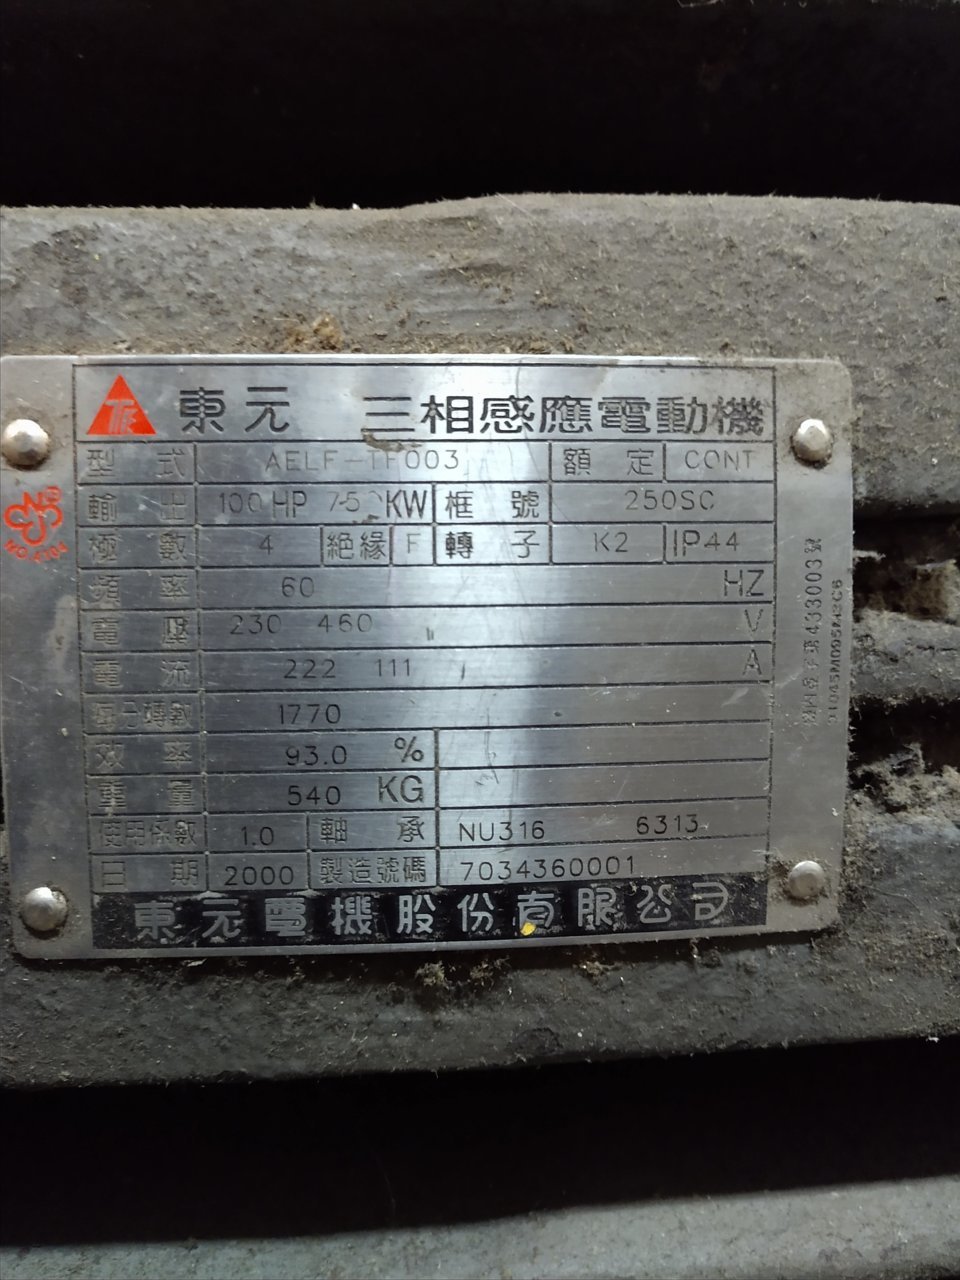 東元 三相感應電動機
型式 AELF-TF003 額定 CONT
輸出 100 HP 75 KW 框號 250SC
極數 4 絕緣 F 轉子 K2 IP44
頻率 60 HZ
電壓 230 460 V
電流 222 111 A
每分轉數 1770
效率 93.0 %
重量 540 KG
使用係數 1.0 軸承 NU316 6313
日期 2000 製造號碼 7034360001
東元電機股份有限公司